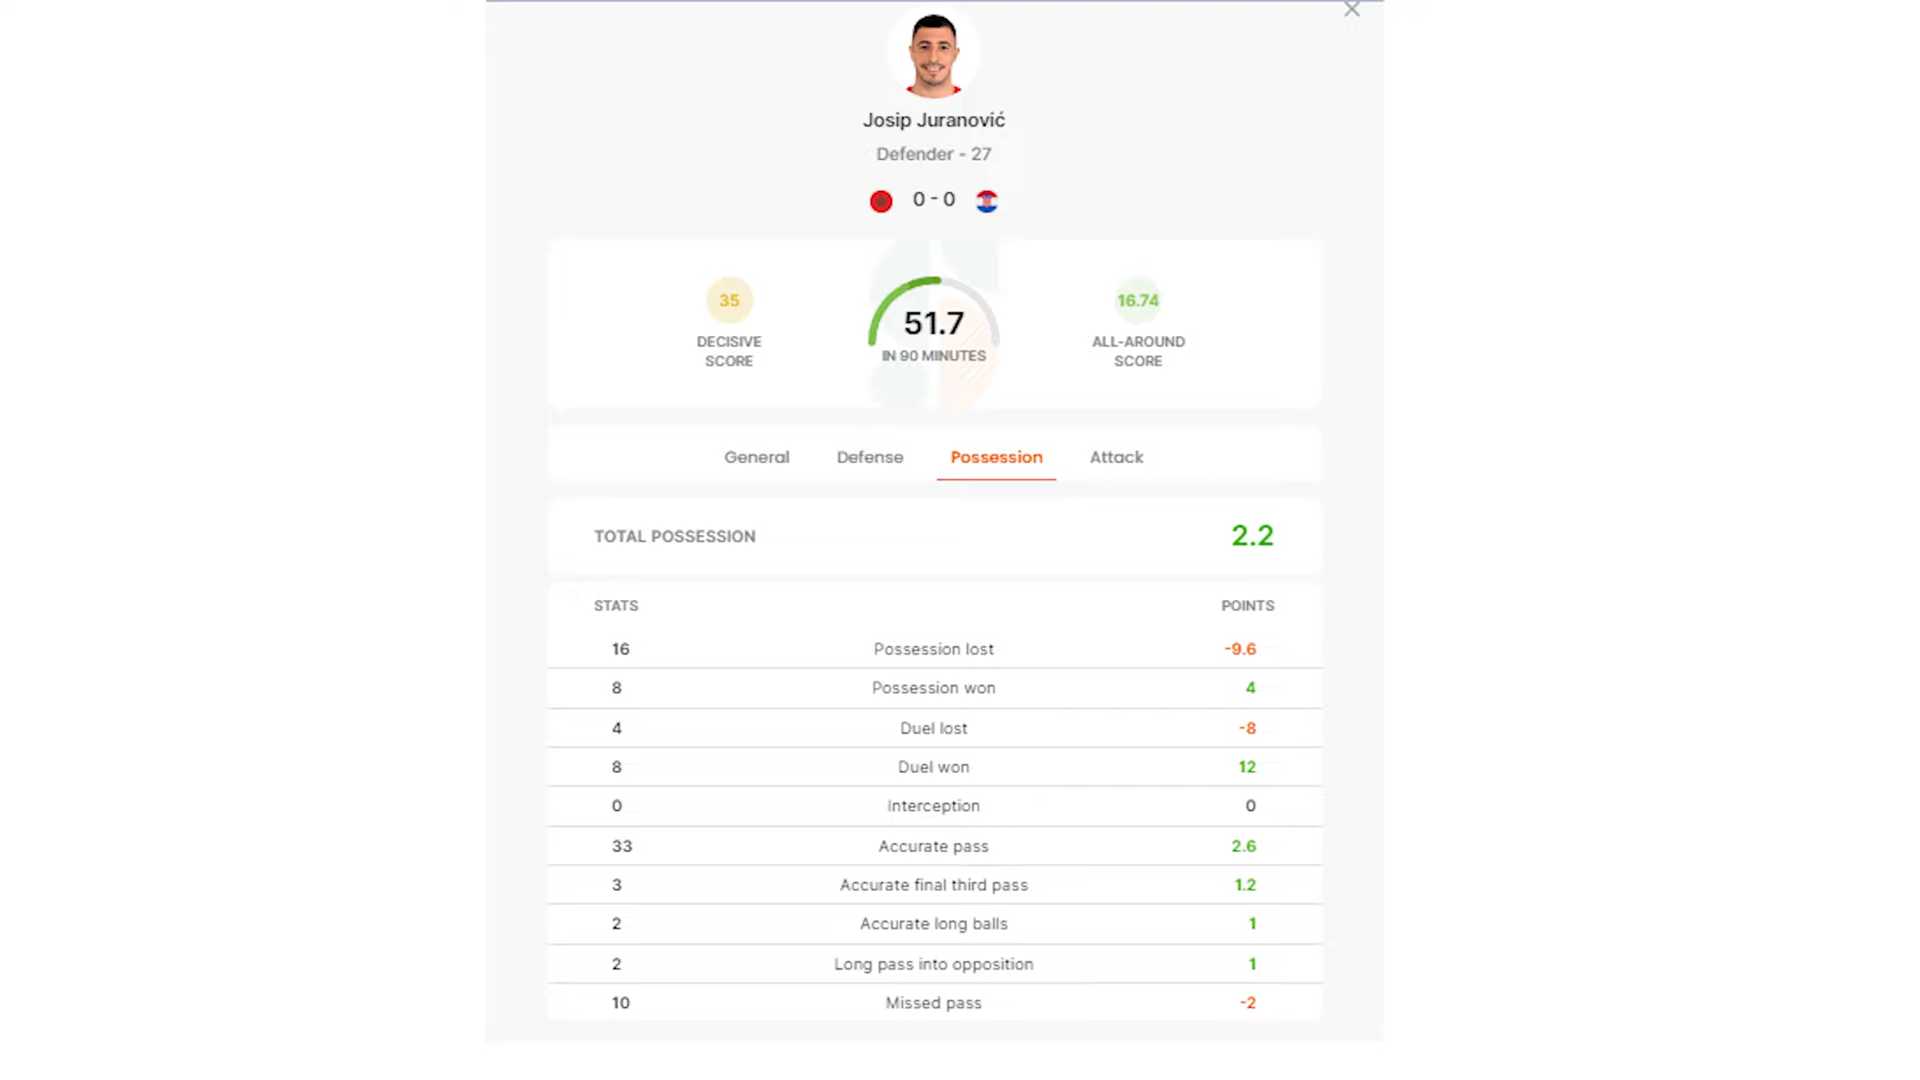 Josip Juranović
Defender - 27
0 - 0
35
DECISIVE
SCORE
51.7
IN 90 MINUTES
16.74
ALL-AROUND
SCORE
General Defense Possession Attack
TOTAL POSSESSION 2.2
STATS POINTS
16 Possession lost -9.6
8 Possession won 4
4 Duel lost -8
8 Duel won 12
0 Interception 0
33 Accurate pass 2.6
3 Accurate final third pass 1.2
2 Accurate long balls 1
2 Long pass into opposition 1
10 Missed pass -2